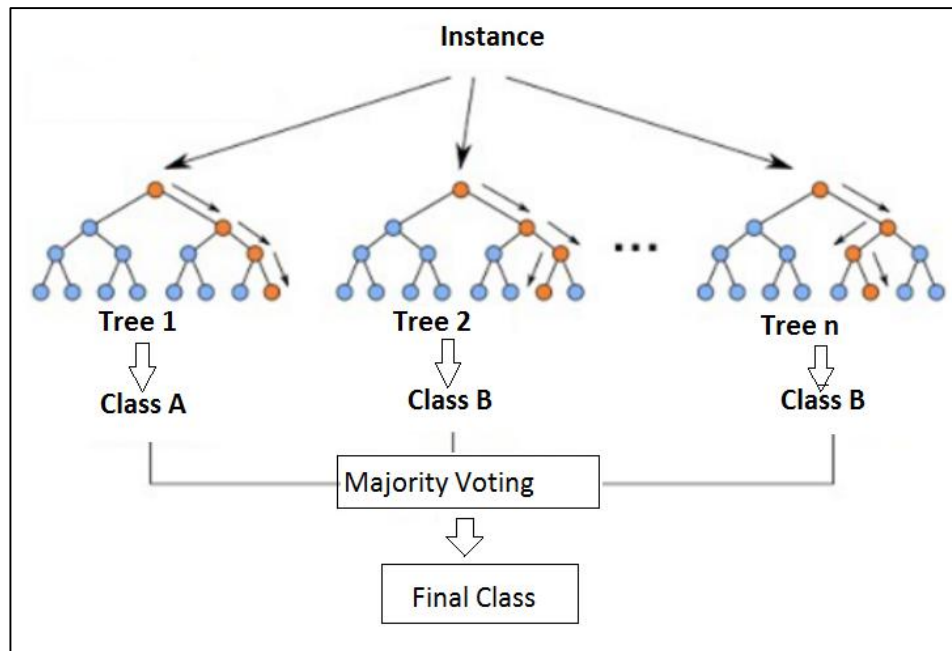 Instance
...
Tree 1
Tree 2
Tree n
Class A
Class B
Class B
Majority Voting
Final Class